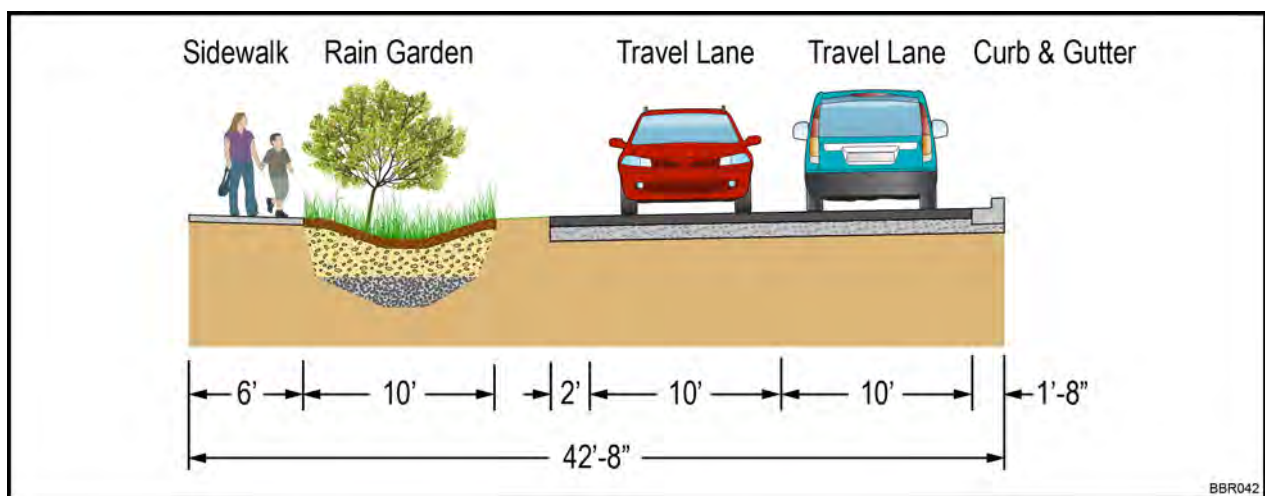 Sidewalk Rain Garden Travel Lane Travel Lane Curb & Gutter
6’ 10’ 2’ 10’ 10’ 1’-8”
42’-8”
BBR042